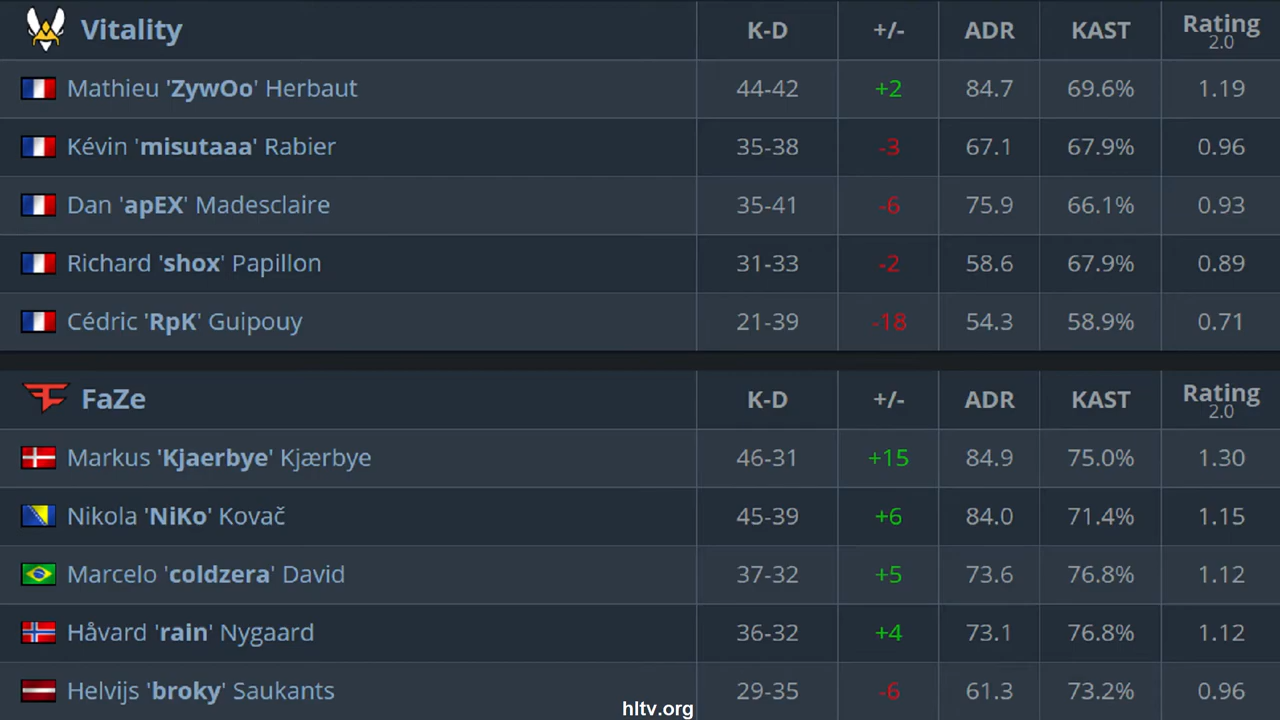 Vitality K-D +/- ADR KAST Rating 2.0
Mathieu 'ZywOo' Herbaut 44-42 +2 84.7 69.6% 1.19
Kévin 'misutaaa' Rabier 35-38 -3 67.1 67.9% 0.96
Dan 'apEX' Madesclaire 35-41 -6 75.9 66.1% 0.93
Richard 'shox' Papillon 31-33 -2 58.6 67.9% 0.89
Cédric 'RpK' Guipouy 21-39 -18 54.3 58.9% 0.71
FaZe K-D +/- ADR KAST Rating 2.0
Markus 'Kjaerbye' Kjærbye 46-31 +15 84.9 75.0% 1.30
Nikola 'NiKo' Kovač 45-39 +6 84.0 71.4% 1.15
Marcelo 'coldzera' David 37-32 +5 73.6 76.8% 1.12
Håvard 'rain' Nygaard 36-32 +4 73.1 76.8% 1.12
Helvijs 'broky' Saukants 29-35 -6 61.3 73.2% 0.96
hltv.org